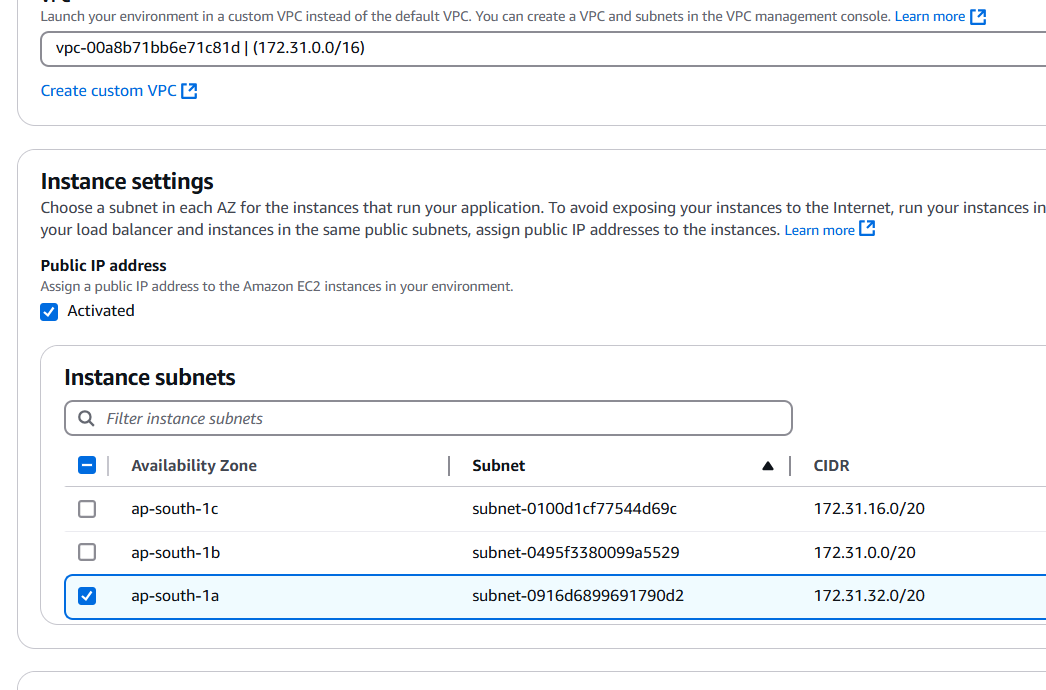 VPC
Launch your environment in a custom VPC instead of the default VPC. You can create a VPC and subnets in the VPC management console. Learn more
vpc-00a8b71bb6e71c81d | (172.31.0.0/16)
Create custom VPC
Instance settings
Choose a subnet in each AZ for the instances that run your application. To avoid exposing your instances to the Internet, run your instances in
your load balancer and instances in the same public subnets, assign public IP addresses to the instances. Learn more
Public IP address
Assign a public IP address to the Amazon EC2 instances in your environment.
Activated
Instance subnets
Filter instance subnets
Availability Zone Subnet CIDR
ap-south-1c subnet-0100d1cf77544d69c 172.31.16.0/20
ap-south-1b subnet-0495f3380099a5529 172.31.0.0/20
ap-south-1a subnet-0916d6899691790d2 172.31.32.0/20